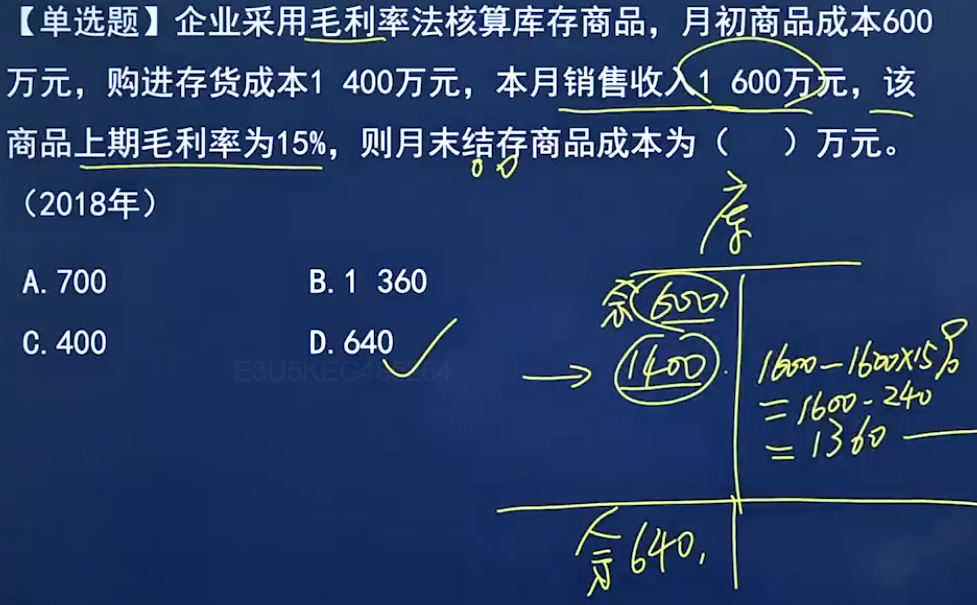 【单选题】企业采用毛利率法核算库存商品，月初商品成本600
万元，购进存货成本1 400万元，本月销售收入1 600万元，该
商品上期毛利率为15%，则月末结存商品成本为（ ）万元。
（2018年）
A.700
B.1 360
C.400
D.640
库
余 600
1400
1600-1600×15%
=1600-240
=1360
余 640